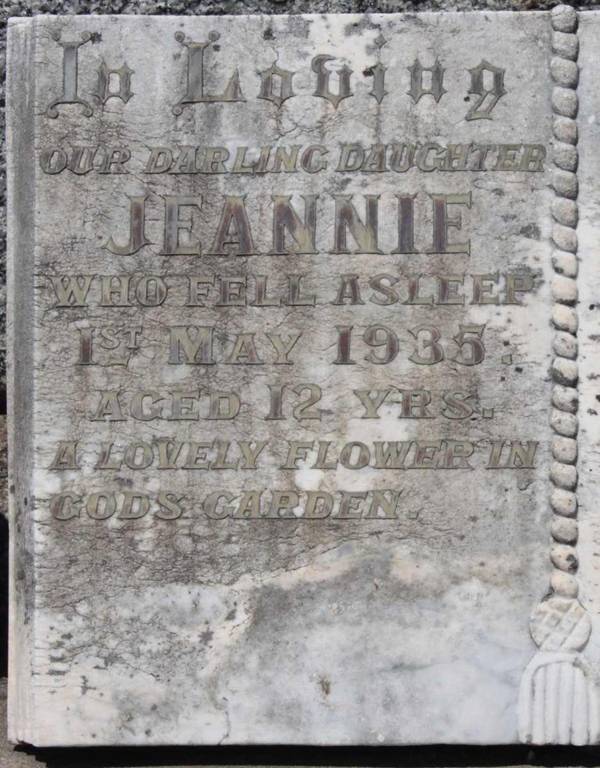 In Loving
OUR DARLING DAUGHTER
JEANNIE
WHO FELL ASLEEP
1ST MAY 1935.
AGED 12 YRS.
A LOVELY FLOWER IN
GODS GARDEN.